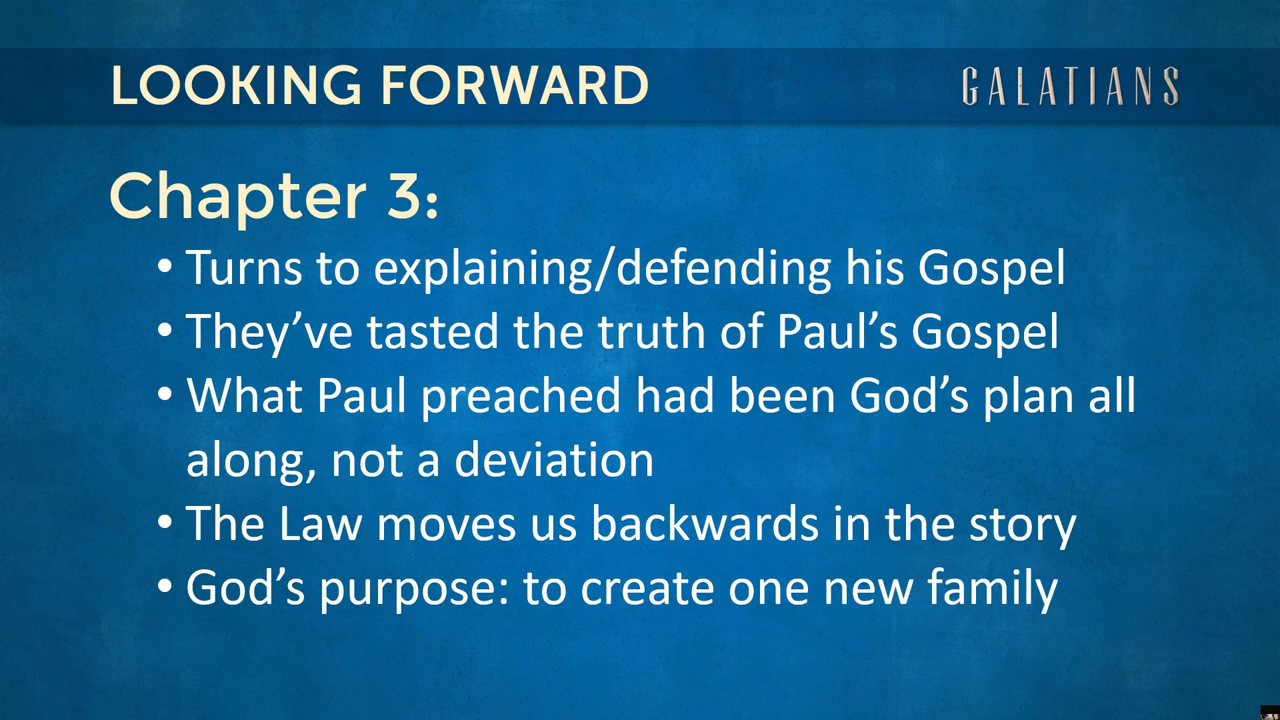 LOOKING FORWARD
GALATIANS
Chapter 3:
• Turns to explaining/defending his Gospel
• They’ve tasted the truth of Paul’s Gospel
• What Paul preached had been God’s plan all
along, not a deviation
• The Law moves us backwards in the story
• God’s purpose: to create one new family